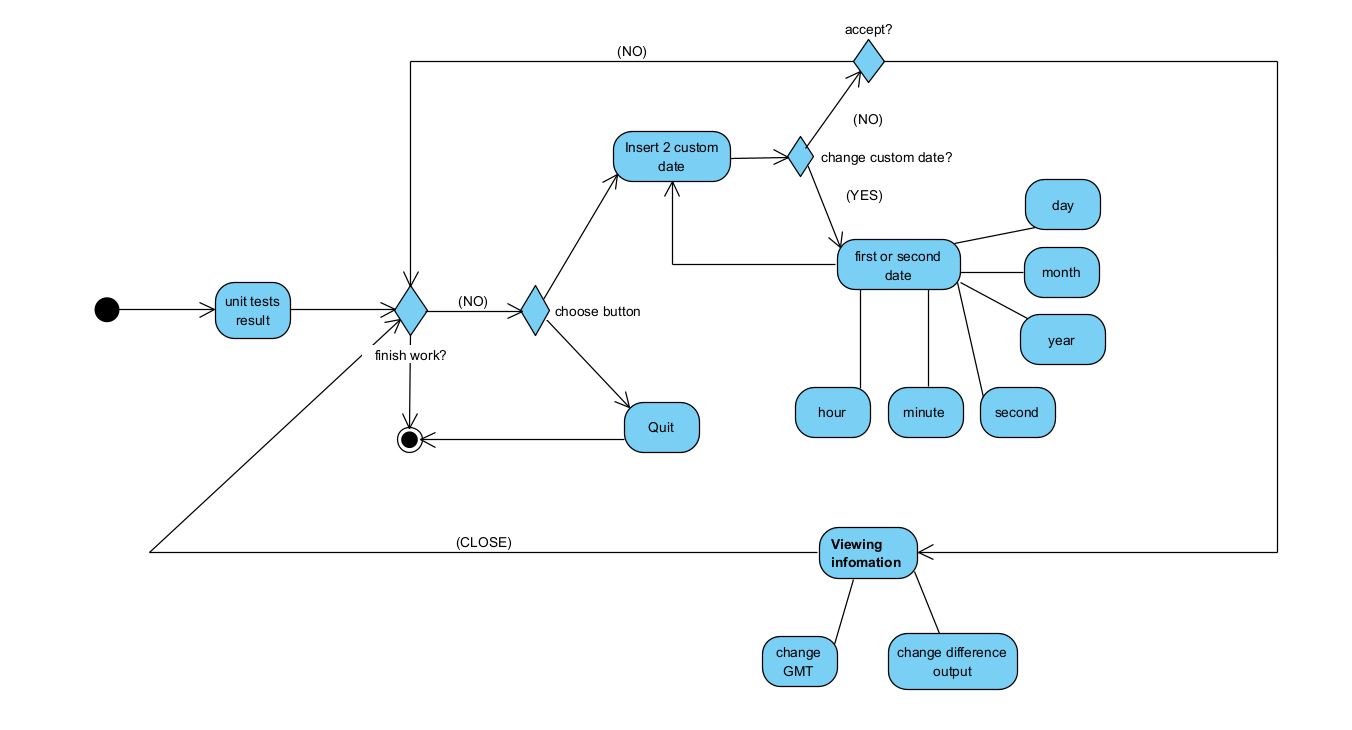 accept?
(NO)
(NO)
Insert 2 custom
date
change custom date?
(YES)
day
first or second
date
month
unit tests
result
(NO)
choose button
year
finish work?
hour
minute
second
Quit
(CLOSE)
Viewing
infomation
change
GMT
change difference
output